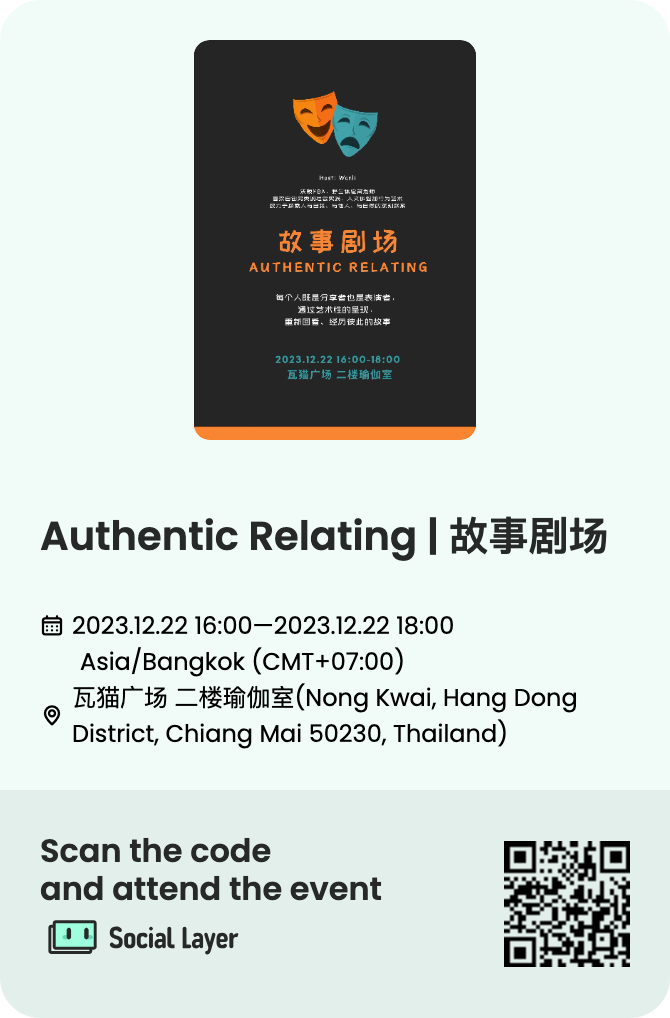 Host: Wanli
故事剧场
AUTHENTIC RELATING
每个人既是分享者也是表演者，
通过艺术性的呈现，
重新回看、经历彼此的故事
2023.12.22 16:00-18:00
瓦猫广场 二楼瑜伽室
Authentic Relating | 故事剧场
2023.12.22 16:00—2023.12.22 18:00
Asia/Bangkok (CMT+07:00)
瓦猫广场 二楼瑜伽室(Nong Kwai, Hang Dong
District, Chiang Mai 50230, Thailand)
Scan the code
and attend the event
Social Layer